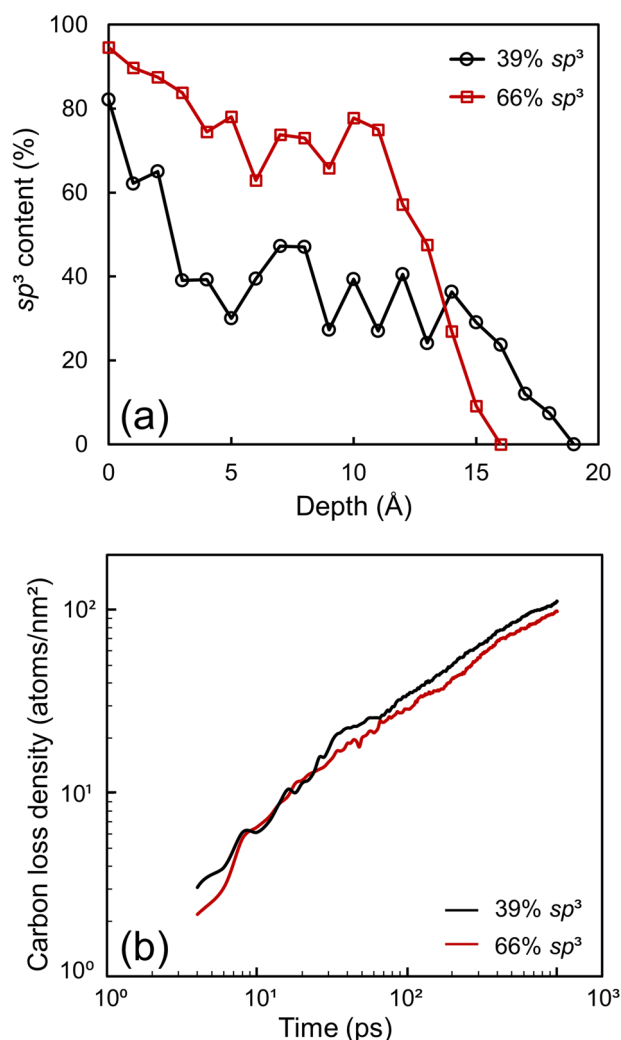 100
80
60
40
20
0
sp³ content (%)
39% sp³
66% sp³
(a)
0 5 10 15 20
Depth (Å)
10²
10¹
10⁰
Carbon loss density (atoms/nm²)
39% sp³
66% sp³
(b)
10⁰ 10¹ 10² 10³
Time (ps)